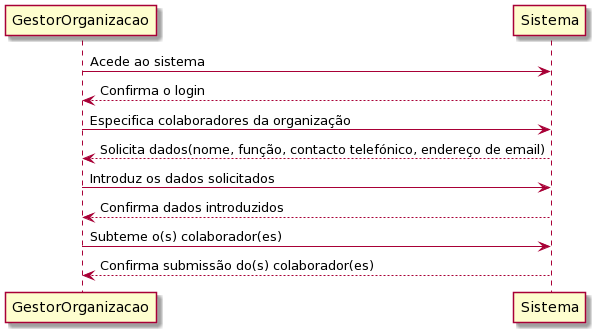 GestorOrganizacao
Sistema
Acede ao sistema
Confirma o login
Especifica colaboradores da organização
Solicita dados(nome, função, contacto telefónico, endereço de email)
Introduz os dados solicitados
Confirma dados introduzidos
Subteme o(s) colaborador(es)
Confirma submissão do(s) colaborador(es)
GestorOrganizacao
Sistema